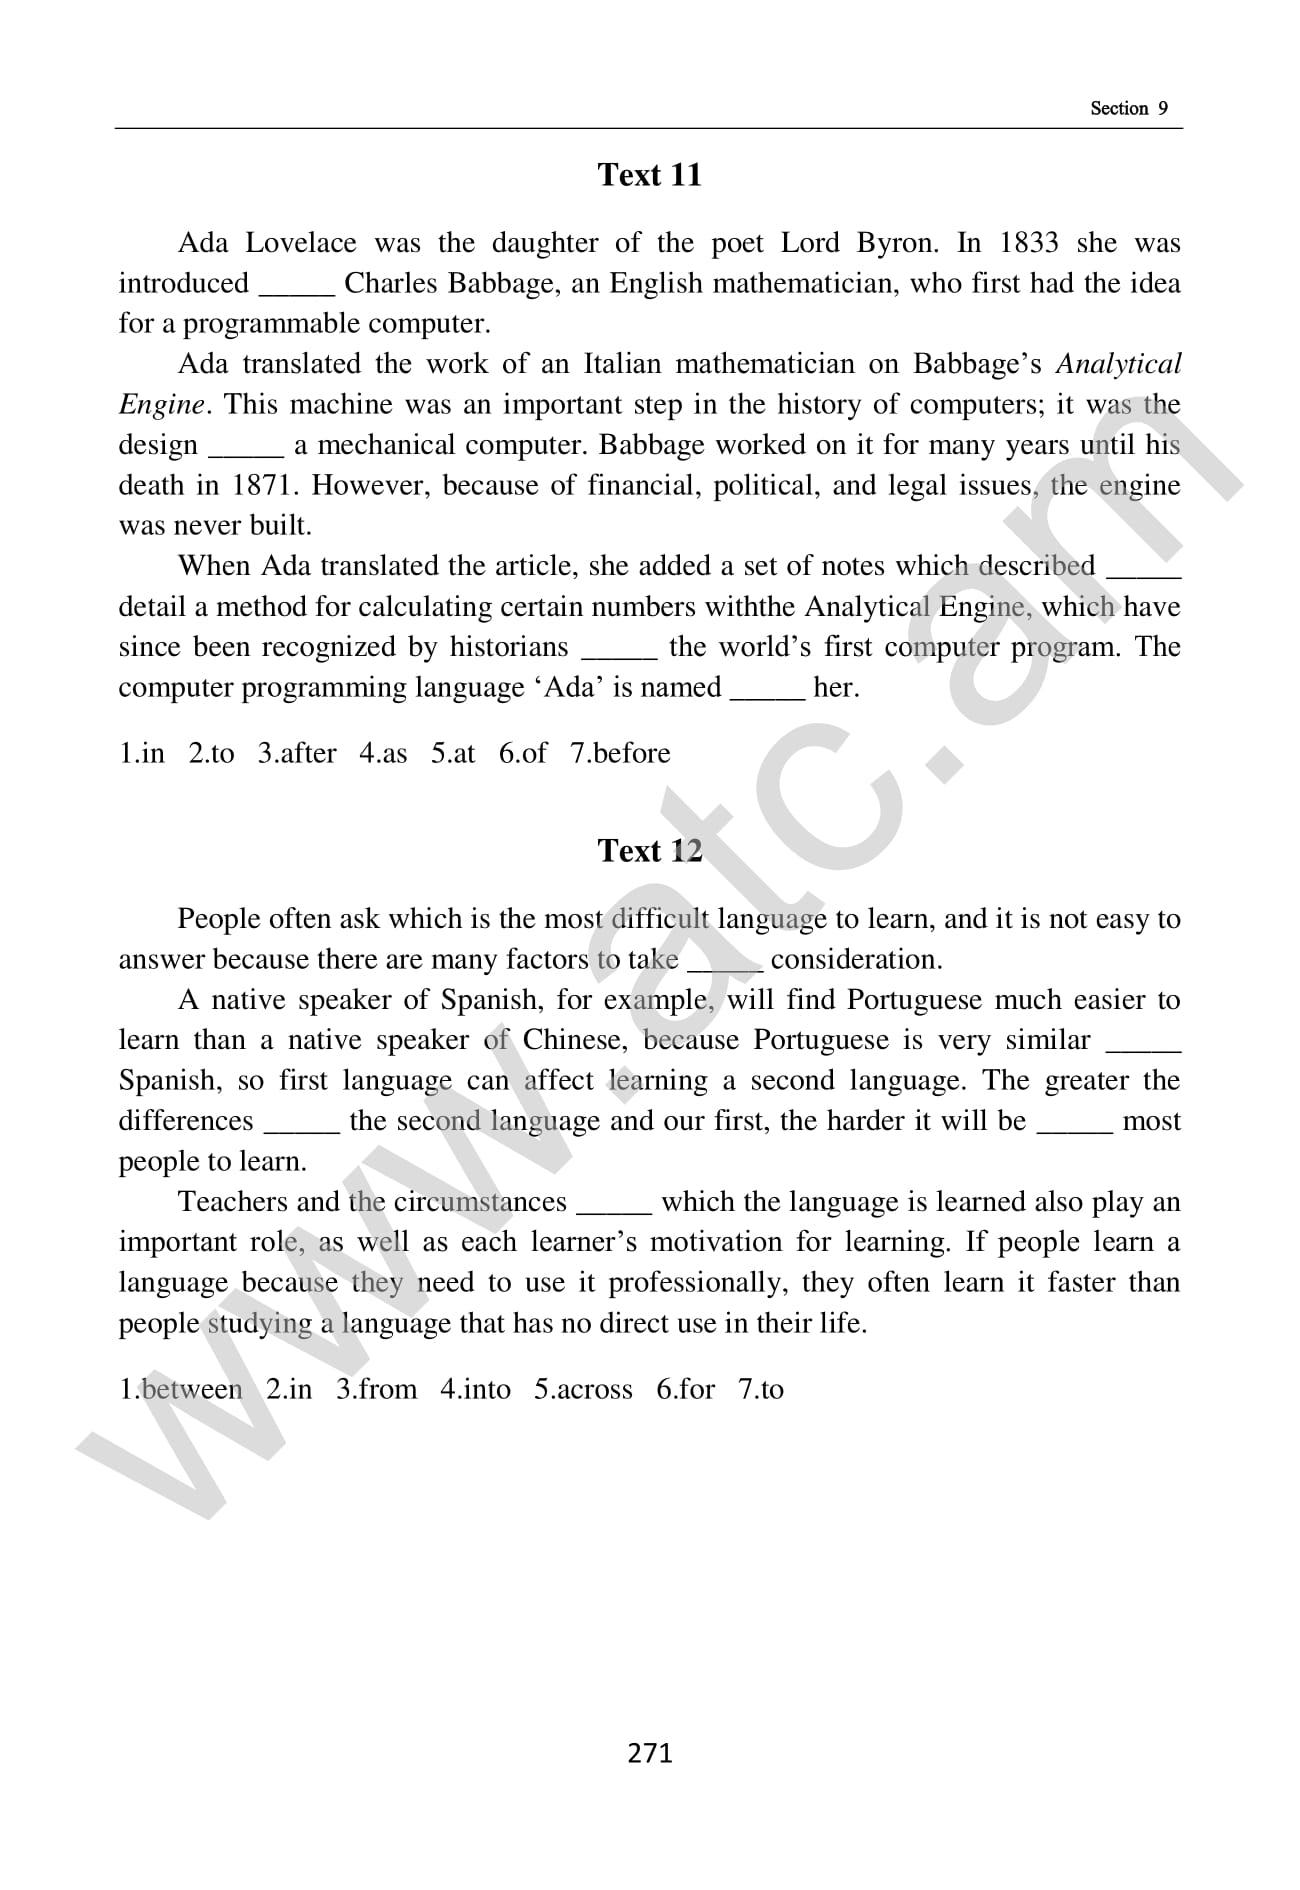 Section 9
Text 11
Ada Lovelace was the daughter of the poet Lord Byron. In 1833 she was
introduced _____ Charles Babbage, an English mathematician, who first had the idea
for a programmable computer.
Ada translated the work of an Italian mathematician on Babbage’s Analytical
Engine. This machine was an important step in the history of computers; it was the
design _____ a mechanical computer. Babbage worked on it for many years until his
death in 1871. However, because of financial, political, and legal issues, the engine
was never built.
When Ada translated the article, she added a set of notes which described _____
detail a method for calculating certain numbers withthe Analytical Engine, which have
since been recognized by historians _____ the world’s first computer program. The
computer programming language ‘Ada’ is named _____ her.
1.in 2.to 3.after 4.as 5.at 6.of 7.before
Text 12
People often ask which is the most difficult language to learn, and it is not easy to
answer because there are many factors to take _____ consideration.
A native speaker of Spanish, for example, will find Portuguese much easier to
learn than a native speaker of Chinese, because Portuguese is very similar _____
Spanish, so first language can affect learning a second language. The greater the
differences _____ the second language and our first, the harder it will be _____ most
people to learn.
Teachers and the circumstances _____ which the language is learned also play an
important role, as well as each learner’s motivation for learning. If people learn a
language because they need to use it professionally, they often learn it faster than
people studying a language that has no direct use in their life.
1.between 2.in 3.from 4.into 5.across 6.for 7.to
271
www.atc.am